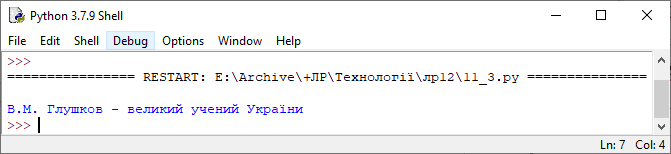 Python 3.7.9 Shell
File Edit Shell Debug Options Window Help
>>>
================ RESTART: E:\Archive\+ЛР\Технології\лр12\11_3.py ===============
В.М. Глушков – великий учений України
>>>
Ln: 7 Col: 4